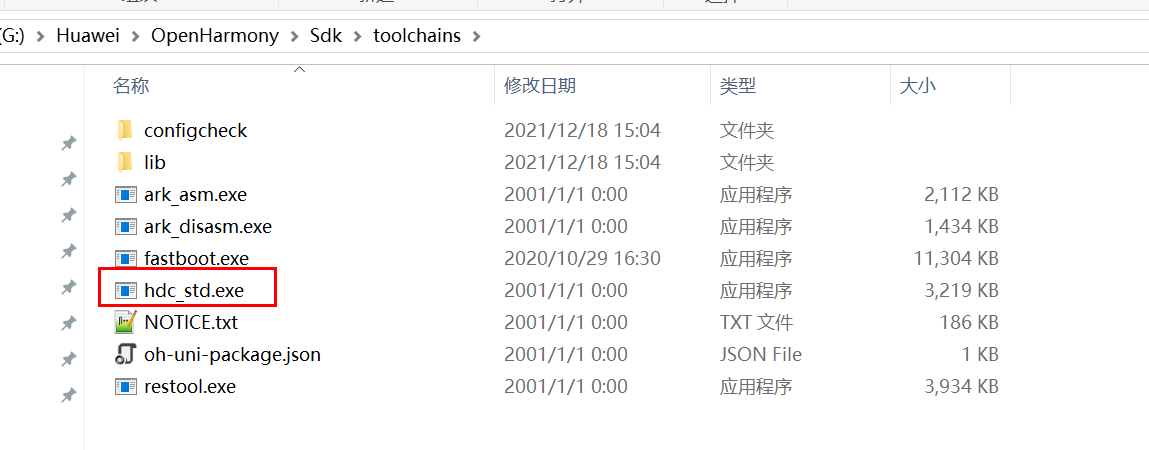 (G:) > Huawei > OpenHarmony > Sdk > toolchains >
名称 修改日期 类型 大小
configcheck 2021/12/18 15:04 文件夹
lib 2021/12/18 15:04 文件夹
ark_asm.exe 2001/1/1 0:00 应用程序 2,112 KB
ark_disasm.exe 2001/1/1 0:00 应用程序 1,434 KB
fastboot.exe 2020/10/29 16:30 应用程序 11,304 KB
hdc_std.exe 2001/1/1 0:00 应用程序 3,219 KB
NOTICE.txt 2001/1/1 0:00 TXT 文件 186 KB
oh-uni-package.json 2001/1/1 0:00 JSON File 1 KB
restool.exe 2001/1/1 0:00 应用程序 3,934 KB